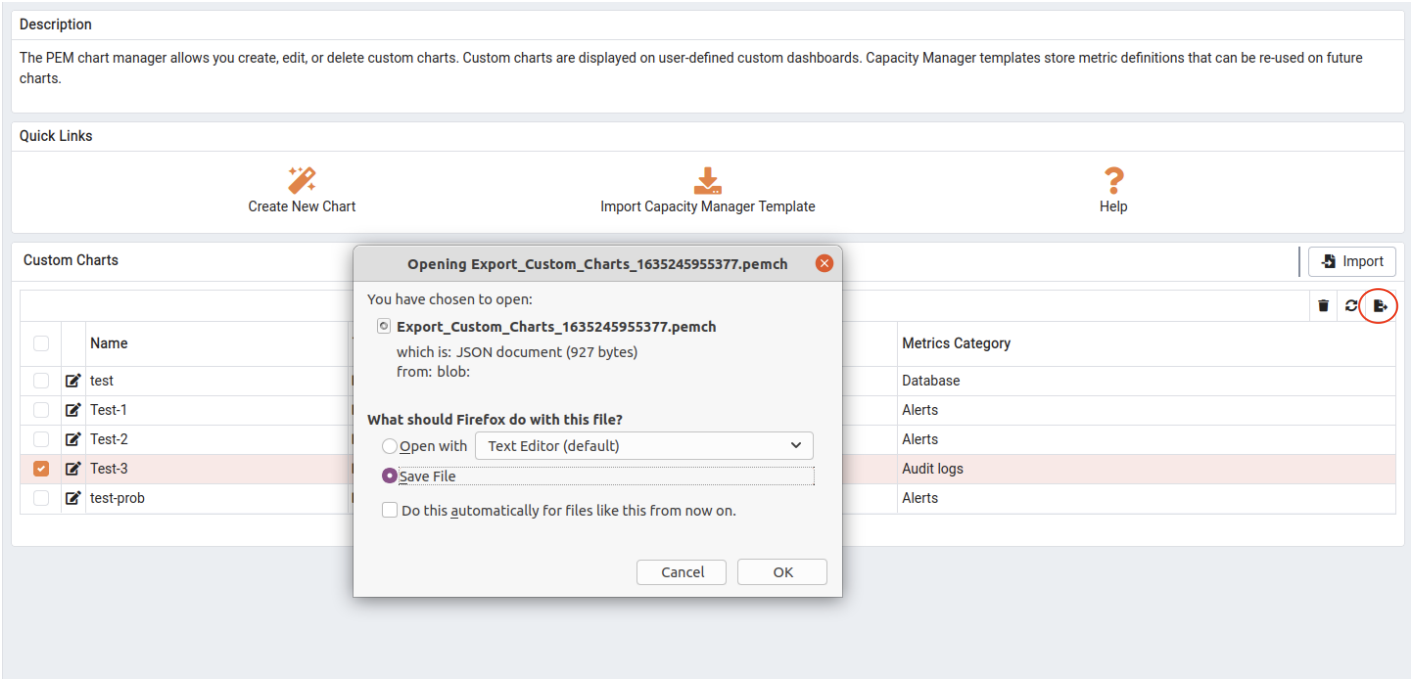 Description
The PEM chart manager allows you create, edit, or delete custom charts. Custom charts are displayed on user-defined custom dashboards. Capacity Manager templates store metric definitions that can be re-used on future
charts.
Quick Links
Create New Chart
Import Capacity Manager Template
Help
Custom Charts
Import
Name
Metrics Category
test
Database
Test-1
Alerts
Test-2
Alerts
Test-3
Audit logs
test-prob
Alerts
Opening Export_Custom_Charts_1635245955377.pemch
You have chosen to open:
Export_Custom_Charts_1635245955377.pemch
which is: JSON document (927 bytes)
from: blob:
What should Firefox do with this file?
Open with
Text Editor (default)
Save File
Do this automatically for files like this from now on.
Cancel
OK